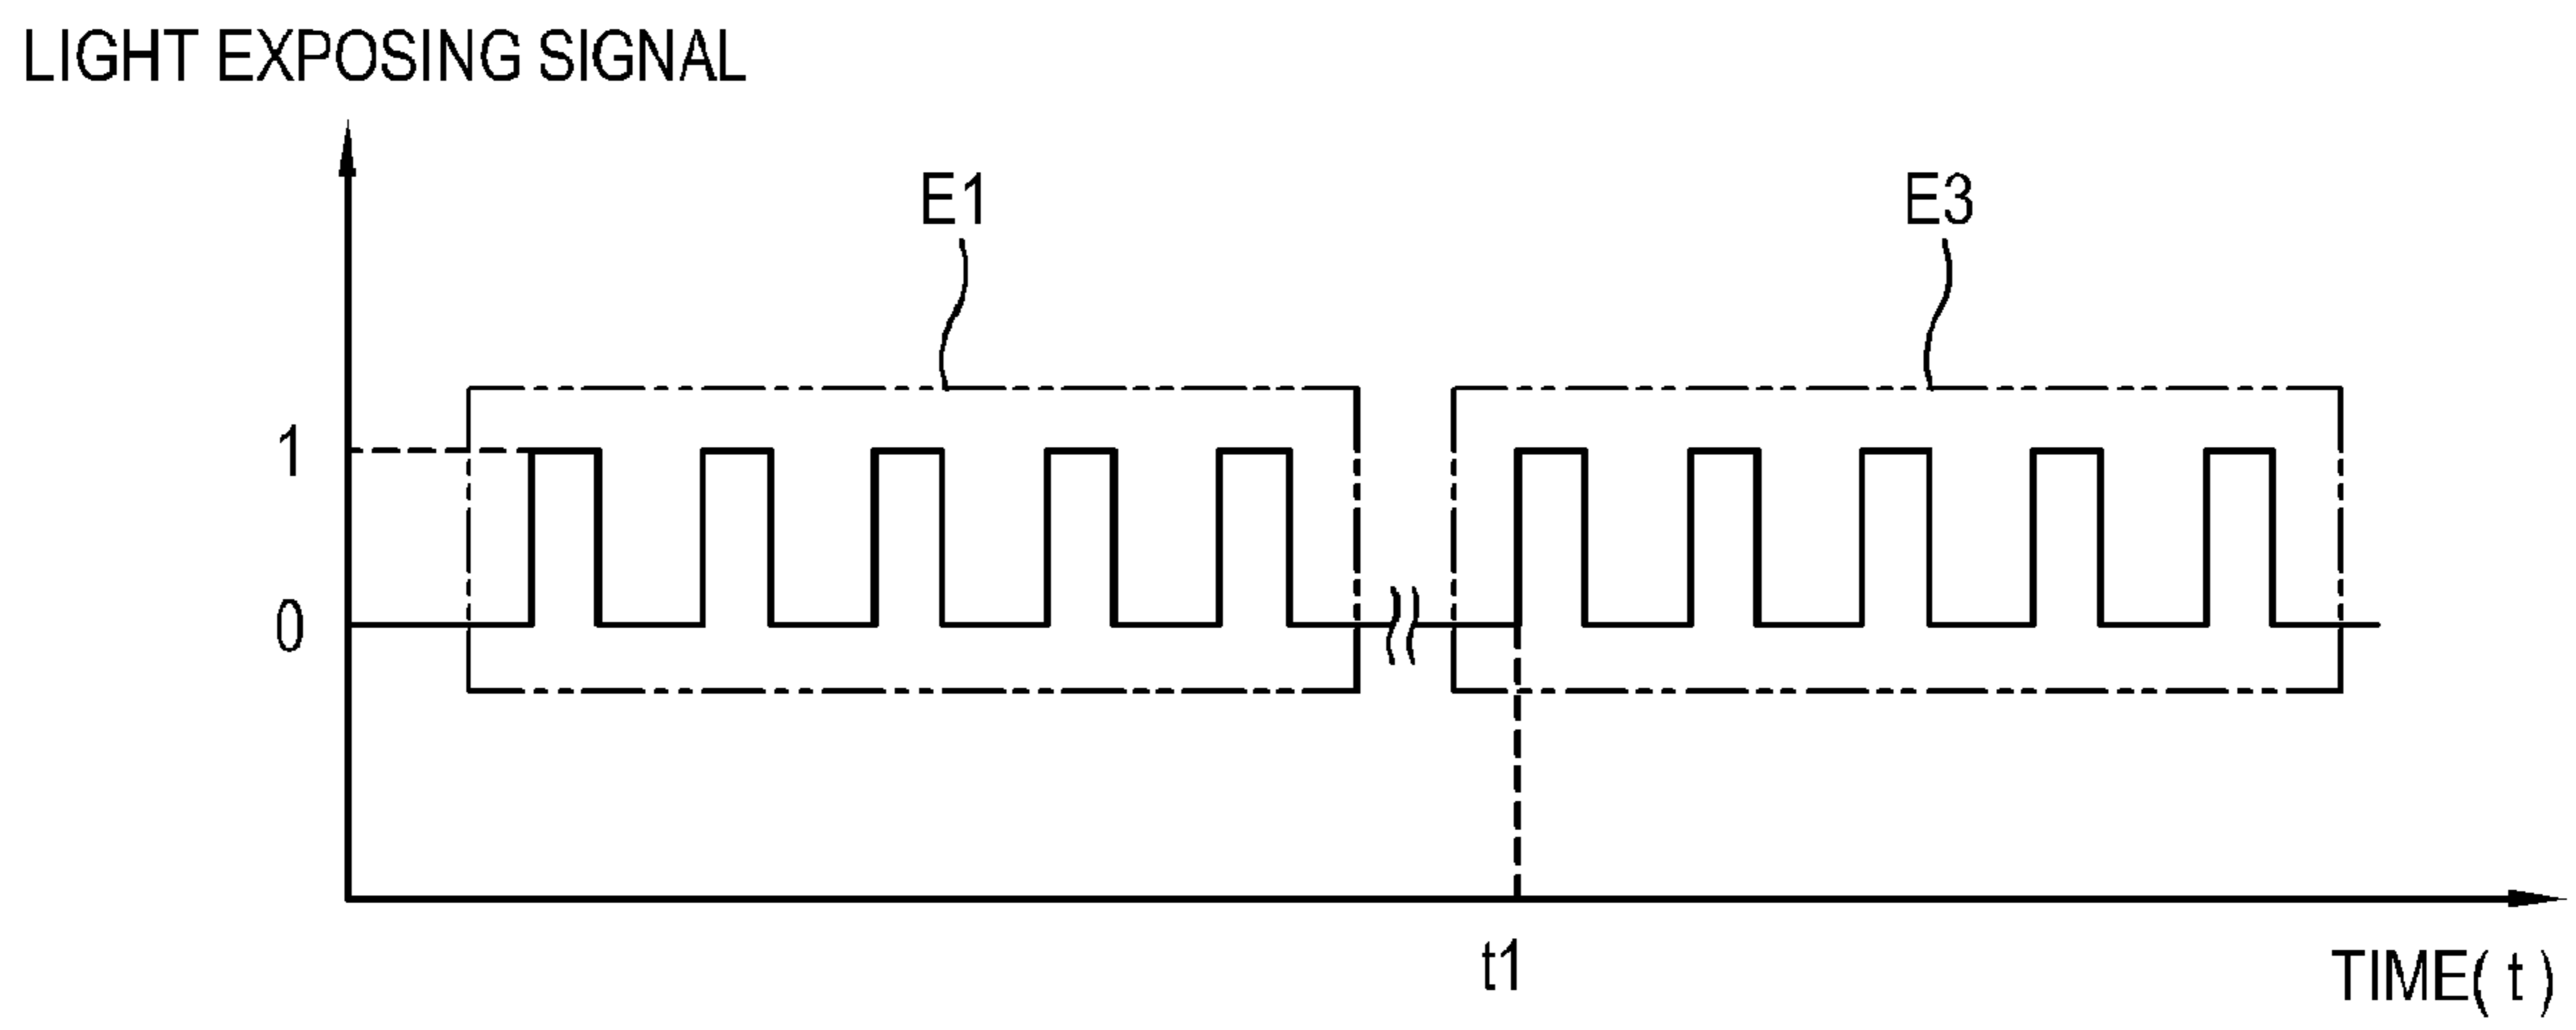 LIGHT EXPOSING SIGNAL
E1
E3
1
0
t1
TIME( t )